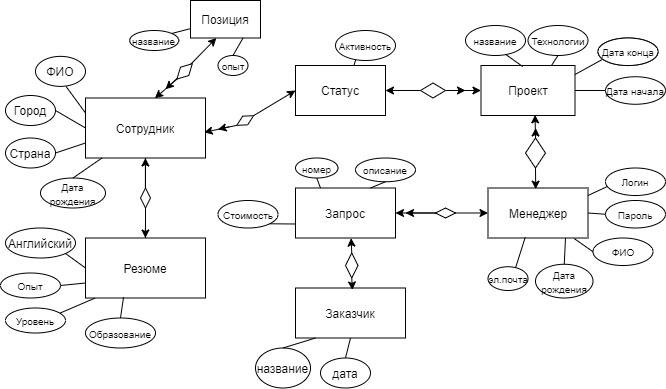 Позиция
название
опыт
Активность
название
Технологии
Дата конца
Дата начала
ФИО
Город
Страна
Дата
рождения
Сотрудник
Статус
Проект
номер
описание
Стоимость
Запрос
Менеджер
Логин
Пароль
ФИО
Дата
рождения
эл.почта
Английский
Опыт
Уровень
Образование
Резюме
Заказчик
название
дата